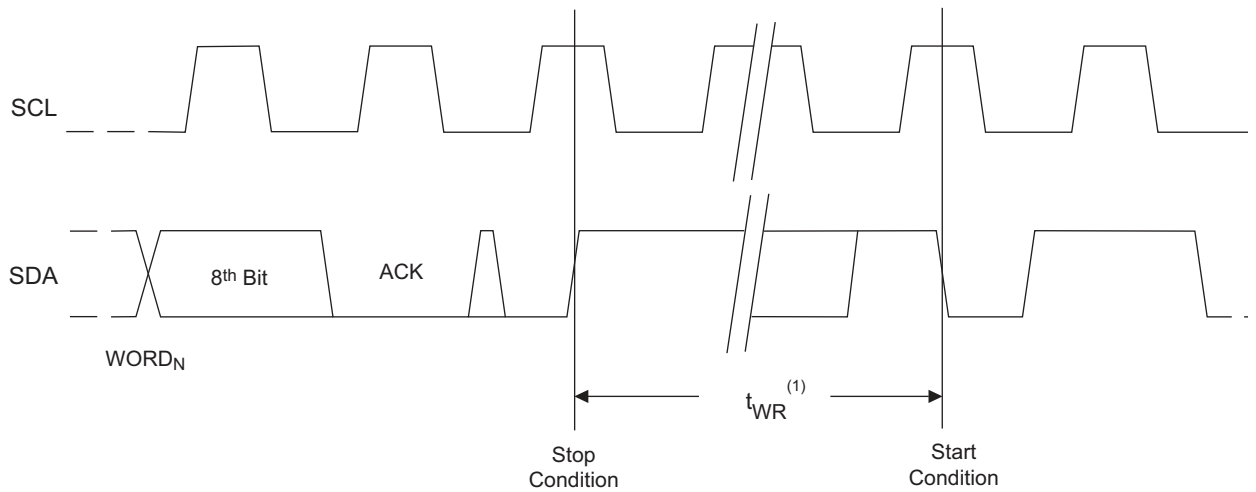 SCL
SDA
8th Bit
ACK
WORDN
tWR(1)
Stop
Condition
Start
Condition